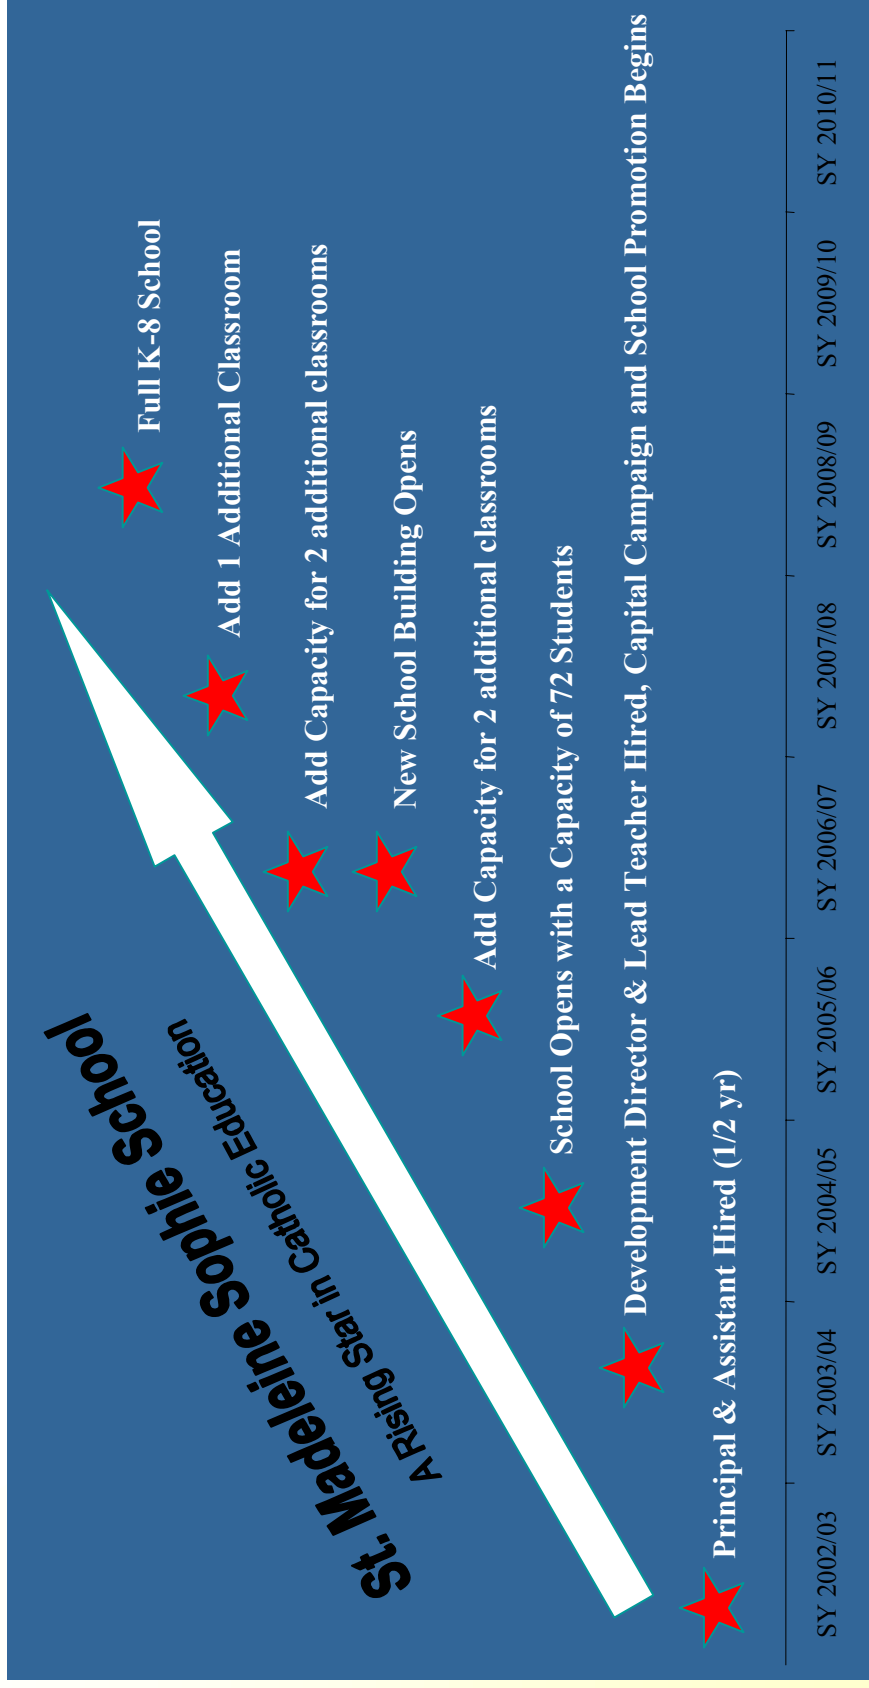 St. Madeleine Sophie School
A Rising Star in Catholic Education
Full K-8 School
Add 1 Additional Classroom
Add Capacity for 2 additional classrooms
New School Building Opens
Add Capacity for 2 additional classrooms
School Opens with a Capacity of 72 Students
Development Director & Lead Teacher Hired, Capital Campaign and School Promotion Begins
Principal & Assistant Hired (1/2 yr)
SY 2002/03 SY 2003/04 SY 2004/05 SY 2005/06 SY 2006/07 SY 2007/08 SY 2008/09 SY 2009/10 SY 2010/11